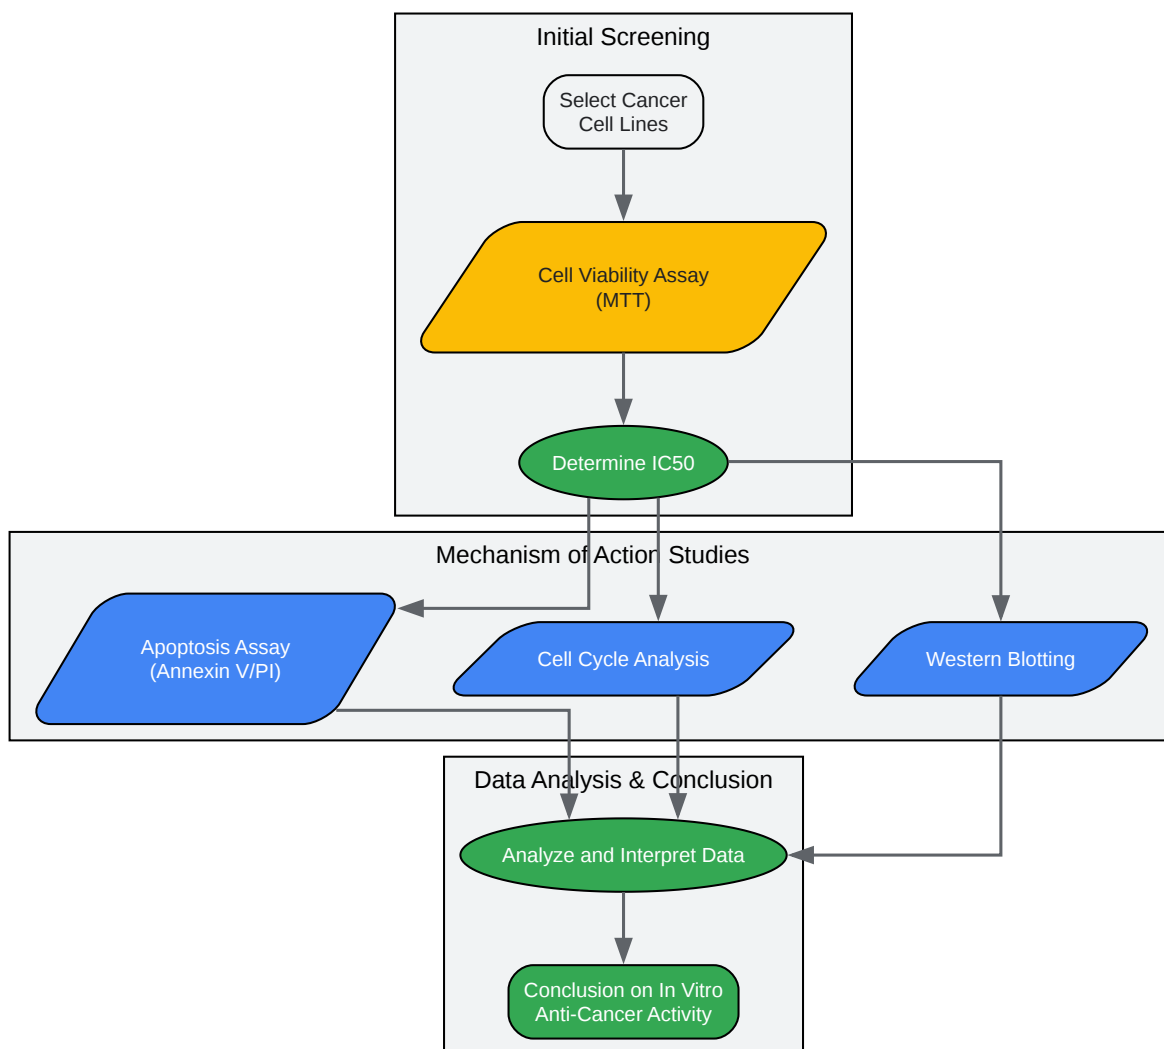 Initial Screening
Select Cancer
Cell Lines
Cell Viability Assay
(MTT)
Determine IC50
Mechanism of Action Studies
Apoptosis Assay
(Annexin V/PI)
Cell Cycle Analysis
Western Blotting
Data Analysis & Conclusion
Analyze and Interpret Data
Conclusion on In Vitro
Anti-Cancer Activity